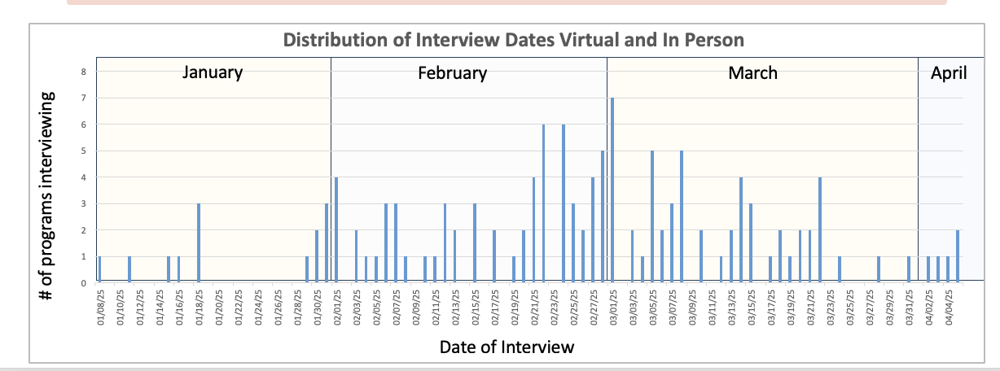 Distribution of Interview Dates Virtual and In Person
January February March April
# of programs interviewing
8
7
6
5
4
3
2
1
0
01/08/25 01/10/25 01/12/25 01/14/25 01/16/25 01/18/25 01/20/25 01/22/25 01/24/25 01/26/25 01/28/25 01/30/25 02/01/25 02/03/25 02/05/25 02/07/25 02/09/25 02/11/25 02/13/25 02/15/25 02/17/25 02/19/25 02/21/25 02/23/25 02/25/25 02/27/25 03/01/25 03/03/25 03/05/25 03/07/25 03/09/25 03/11/25 03/13/25 03/15/25 03/17/25 03/19/25 03/21/25 03/23/25 03/25/25 03/27/25 03/29/25 03/31/25 04/02/25 04/04/25
Date of Interview